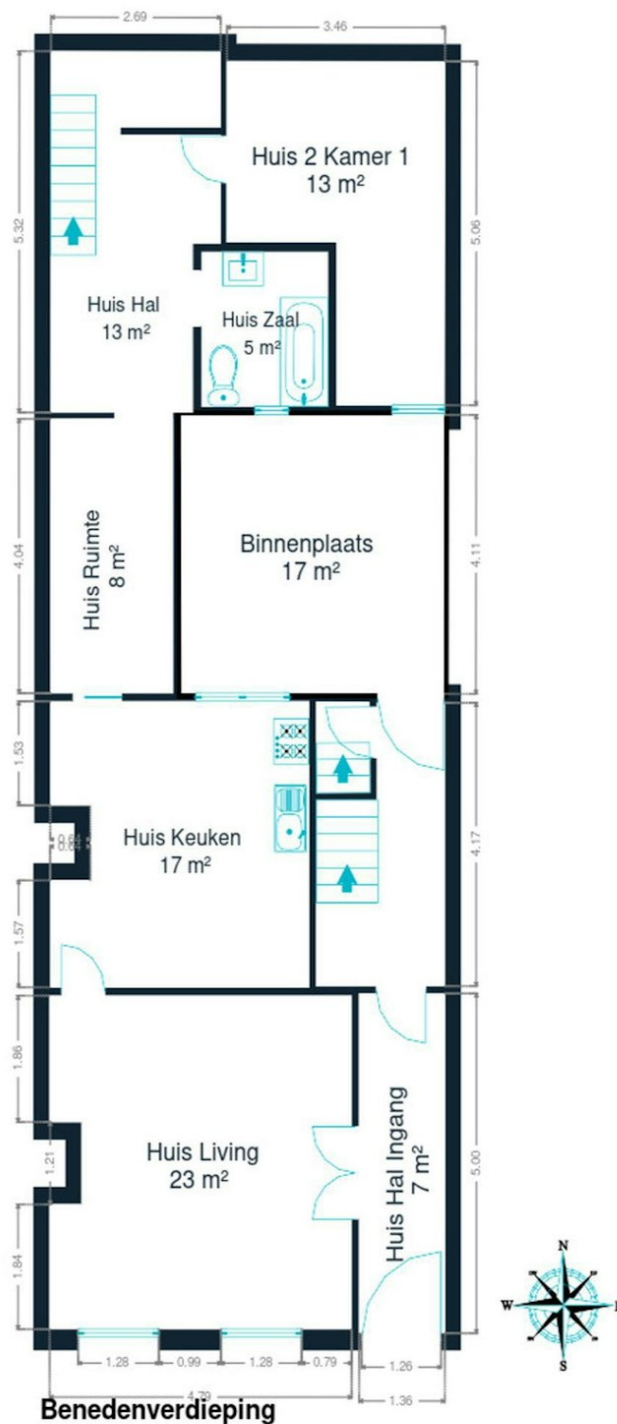 2.69
3.46
Huis 2 Kamer 1
13 m²
5.32
5.06
Huis Hal
13 m²
Huis Zaal
5 m²
Huis Ruimte
8 m²
4.04
Binnenplaats
17 m²
4.11
1.53
Huis Keuken
17 m²
4.17
1.57
1.86
Huis Living
23 m²
1.21
Huis Hal Ingang
7 m²
5.00
1.84
N
W
S
1.28
0.99
1.28
0.79
1.26
4.79
1.36
Benedenverdieping